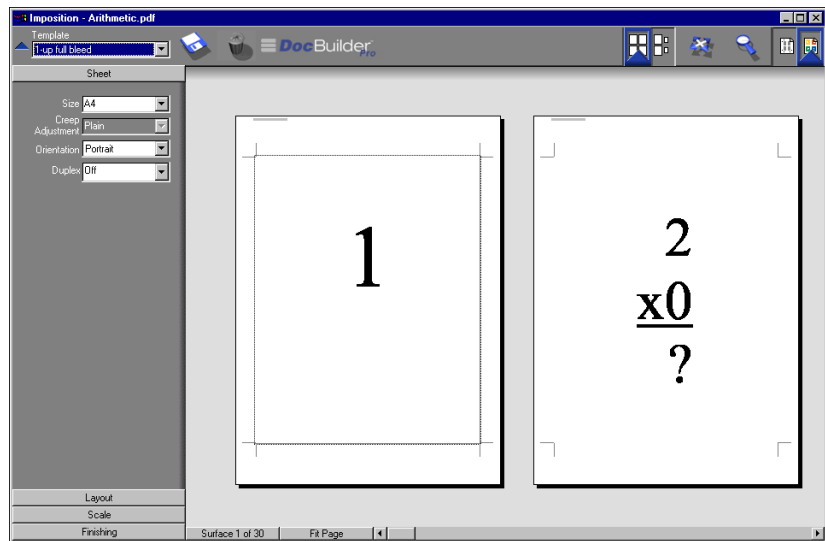 Imposition - Arithmetic.pdf
Template
1-up full bleed
DocBuilder Pro
Sheet
Size A4
Creep Adjustment Plain
Orientation Portrait
Duplex Off
1
2
x0
?
Layout
Scale
Finishing
Surface 1 of 30
Fit Page